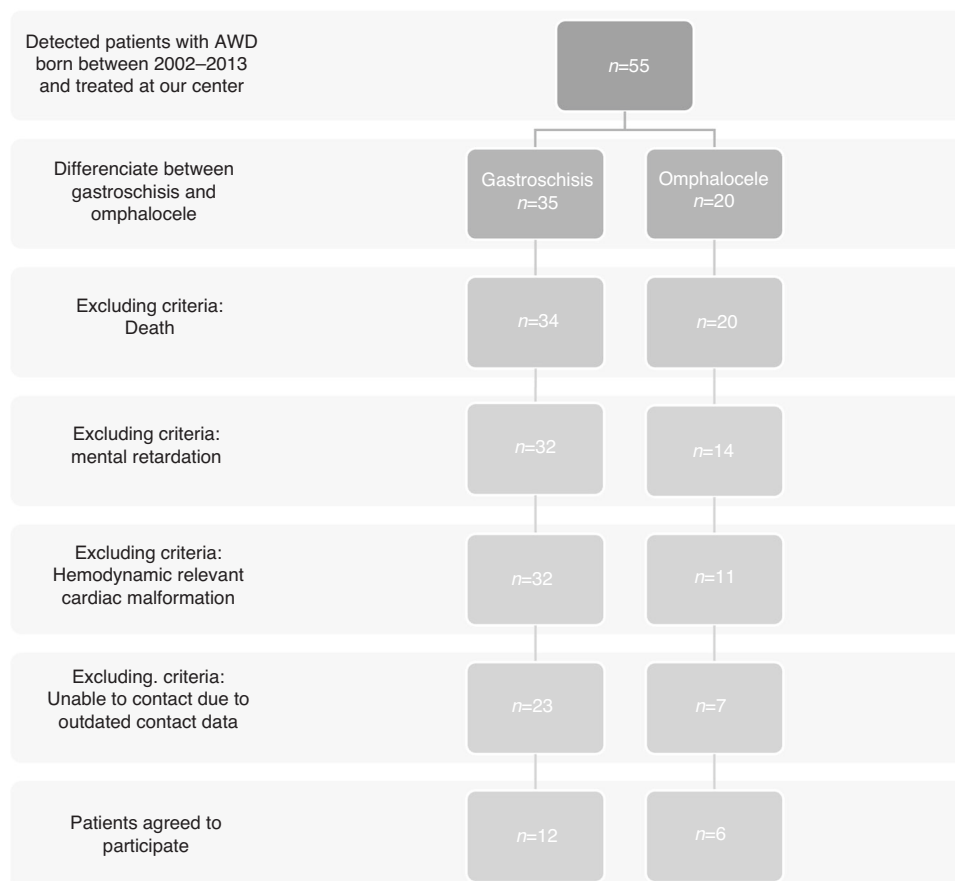 Detected patients with AWD
born between 2002–2013
and treated at our center
n=55
Differenciate between
gastroschisis and
omphalocele
Gastroschisis
n=35
Omphalocele
n=20
Excluding criteria:
Death
n=34
n=20
Excluding criteria:
mental retardation
n=32
n=14
Excluding criteria:
Hemodynamic relevant
cardiac malformation
n=32
n=11
Excluding. criteria:
Unable to contact due to
outdated contact data
n=23
n=7
Patients agreed to
participate
n=12
n=6